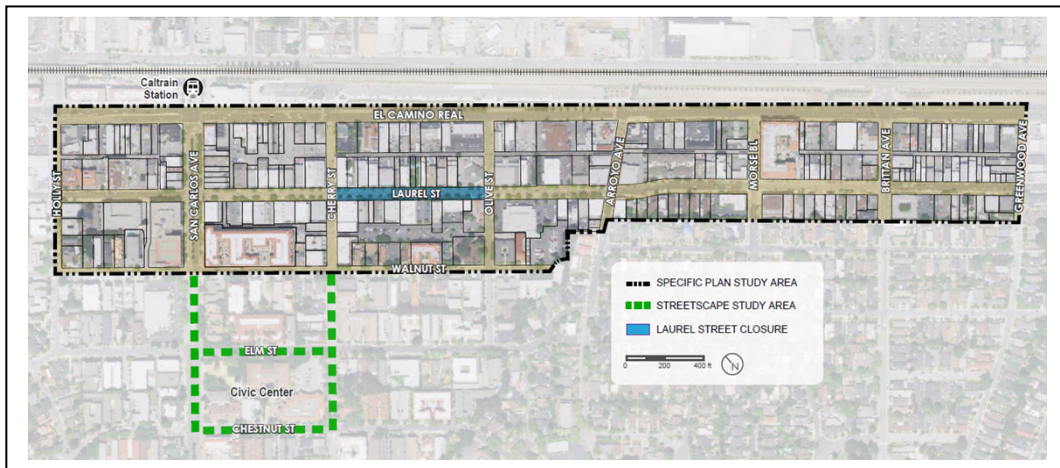 Caltrain
Station
EL CAMINO REAL
HOLLY ST
SAN CARLOS AVE
CHERRY ST
LAUREL ST
OLIVE ST
ARROYO AVE
MORSE BL
BRITTAN AVE
GREENWOOD AVE
WALNUT ST
ELM ST
Civic Center
CHESTNUT ST
SPECIFIC PLAN STUDY AREA
STREETSCAPE STUDY AREA
LAUREL STREET CLOSURE
0 200 400 ft
N